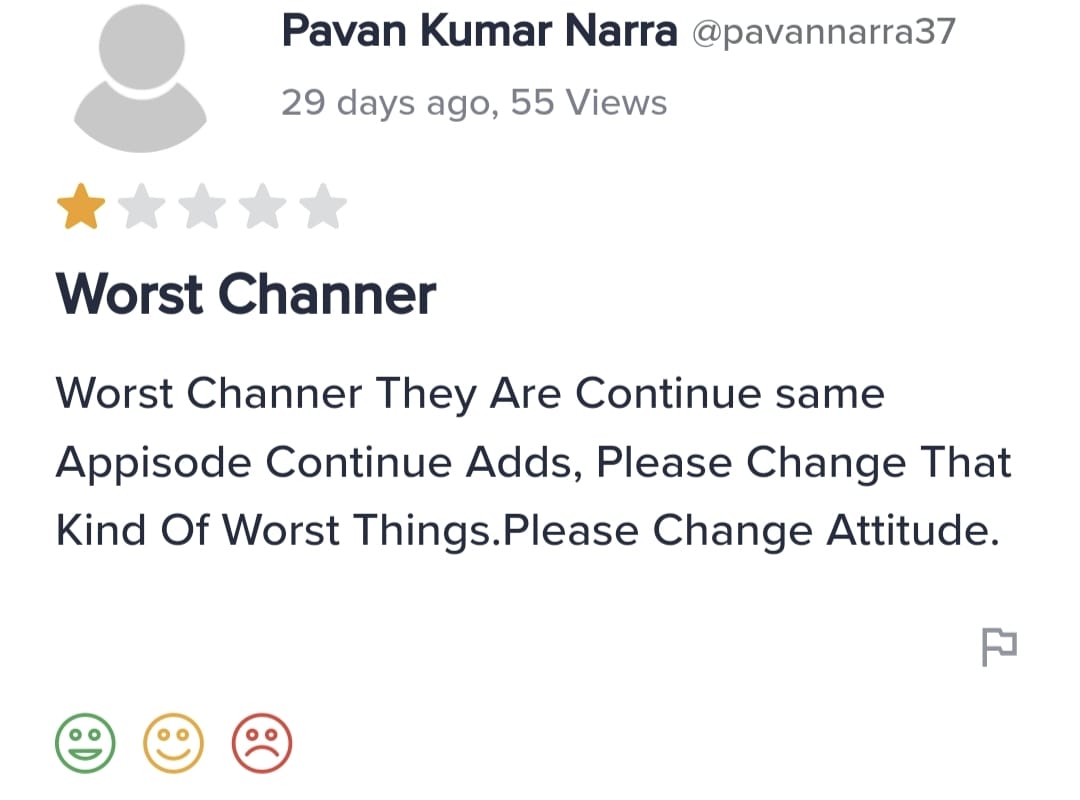 Pavan Kumar Narra @pavannarra37
29 days ago, 55 Views
Worst Channer
Worst Channer They Are Continue same
Appisode Continue Adds, Please Change That
Kind Of Worst Things.Please Change Attitude.